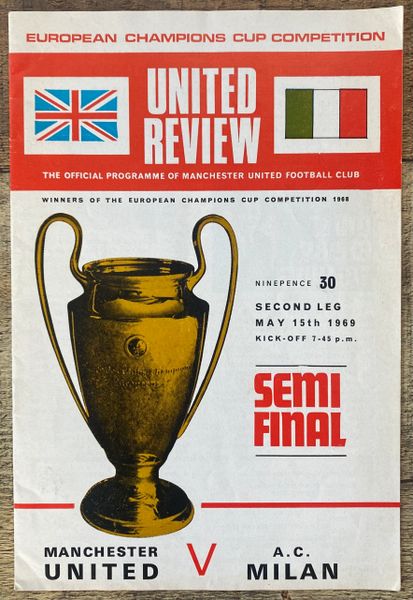 EUROPEAN CHAMPIONS CUP COMPETITION
UNITED
REVIEW
THE OFFICIAL PROGRAMME OF MANCHESTER UNITED FOOTBALL CLUB
WINNERS OF THE EUROPEAN CHAMPIONS CUP COMPETITION 1968
NINEPENCE 30
SECOND LEG
MAY 15th 1969
KICK-OFF 7-45 p.m.
SEMI
FINAL
MANCHESTER
UNITED
V
A.C.
MILAN